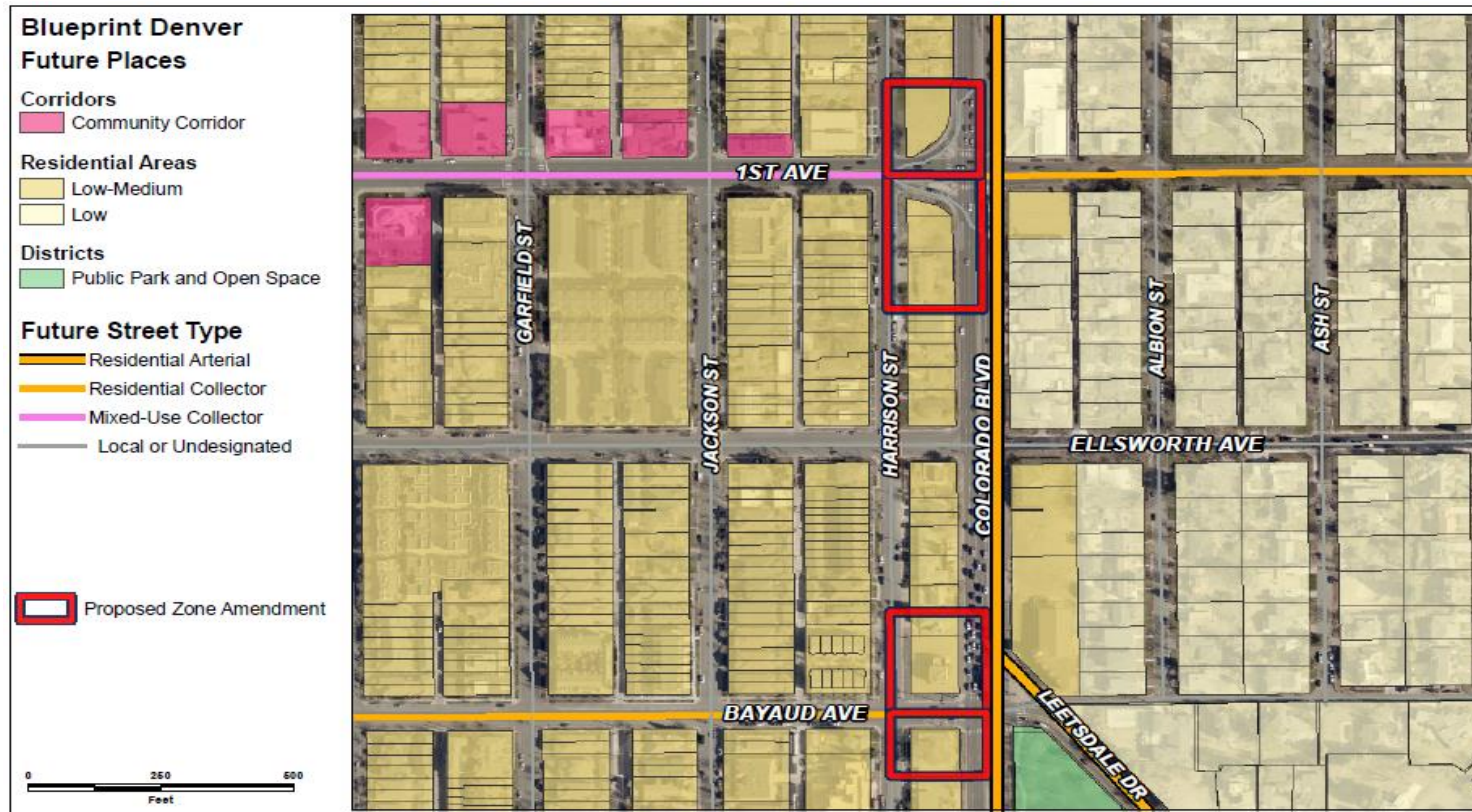 Blueprint Denver
Future Places
Corridors
Community Corridor
Residential Areas
Low-Medium
Low
Districts
Public Park and Open Space
Future Street Type
Residential Arterial
Residential Collector
Mixed-Use Collector
Local or Undesignated
Proposed Zone Amendment
0 250 500
Feet
1ST AVE
GARFIELD ST
JACKSON ST
HARRISON ST
COLORADO BLVD
ALBION ST
ASH ST
ELLSWORTH AVE
BAYAUD AVE
LEETSDALE DR